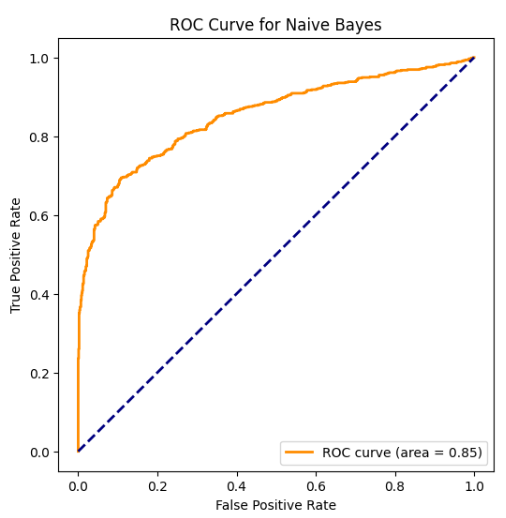 ROC Curve for Naive Bayes
True Positive Rate
1.0
0.8
0.6
0.4
0.2
0.0
ROC curve (area = 0.85)
0.0 0.2 0.4 0.6 0.8 1.0
False Positive Rate